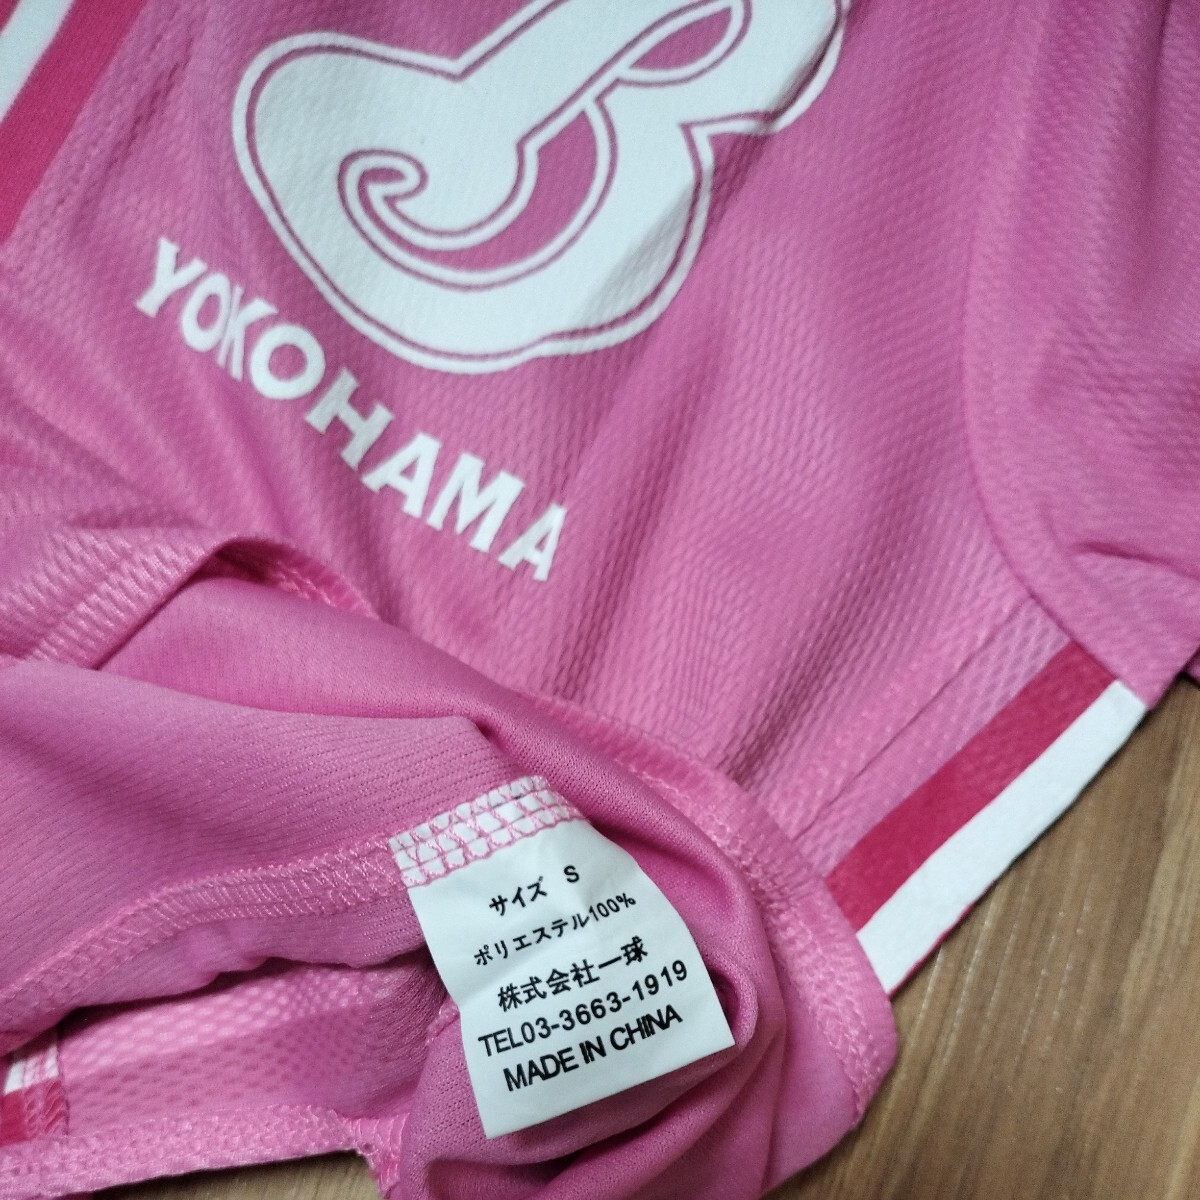 YOKOHAMA
サイズ S
ポリエステル100%
株式会社一球
TEL03-3663-1919
MADE IN CHINA